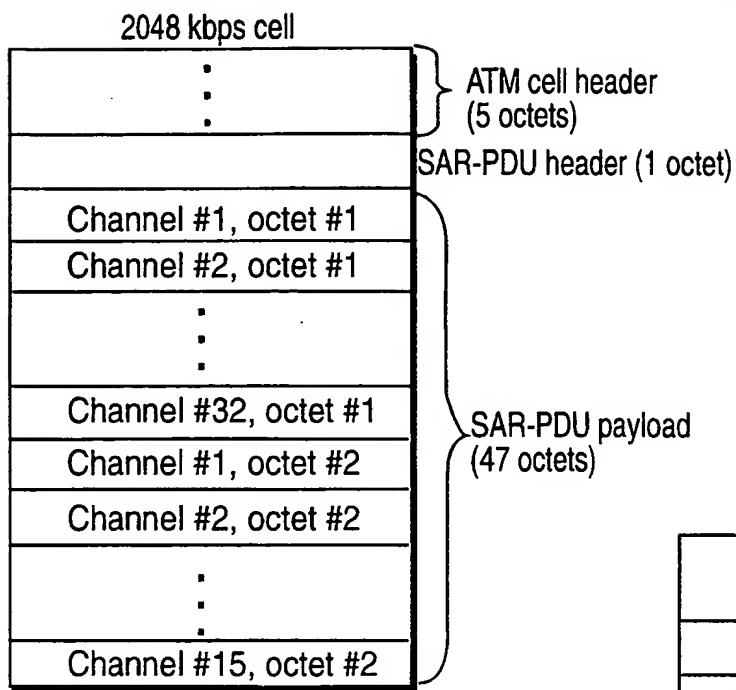 2048 kbps cell
ATM cell header
(5 octets)
SAR-PDU header (1 octet)
Channel #1, octet #1
Channel #2, octet #1
Channel #32, octet #1
Channel #1, octet #2
Channel #2, octet #2
SAR-PDU payload
(47 octets)
Channel #15, octet #2